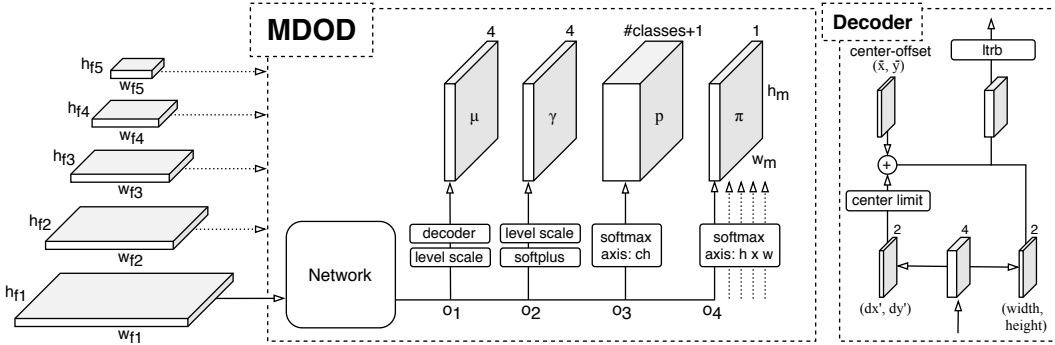 MDOD
h_f5
w_f5
h_f4
w_f4
h_f3
w_f3
h_f2
w_f2
h_f1
w_f1
4
4
#classes+1
1
μ
γ
p
π
h_m
w_m
decoder
level scale
level scale
softplus
softmax
axis: ch
softmax
axis: h x w
Network
o_1
o_2
o_3
o_4
Decoder
center-offset
(x̄, ȳ)
ltrb
+
center limit
2
4
2
(dx', dy')
(width,
height)